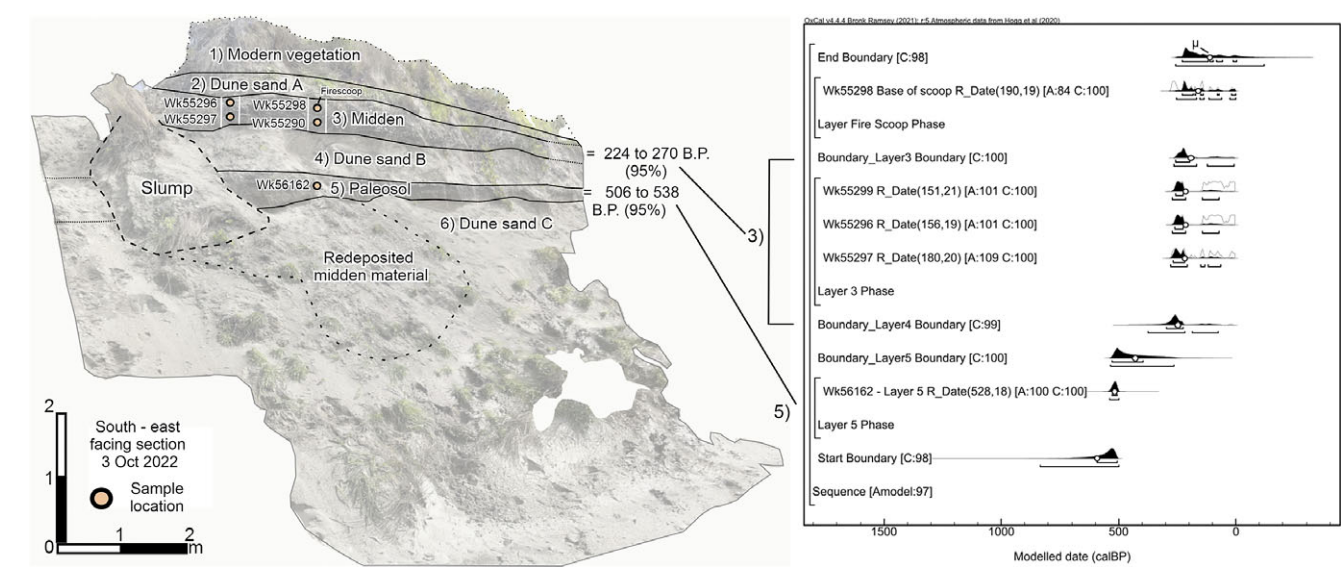 1) Modern vegetation
2) Dune sand A
Firescoop
Wk55296
Wk55298
Wk55297
Wk55290
3) Midden
4) Dune sand B
= 224 to 270 B.P.
(95%)
Wk56162
5) Paleosol
= 506 to 538
B.P. (95%)
Slump
6) Dune sand C
Redeposited
midden material
3)
5)
2
1
0
South - east
facing section
3 Oct 2022
Sample
location
1
2
m
OxCal v4.4.4 Bronk Ramsey (2021); r:5 Atmospheric data from Hogg et al (2020)
μ
End Boundary [C:98]
Wk55298 Base of scoop R_Date(190,19) [A:84 C:100]
Layer Fire Scoop Phase
Boundary_Layer3 Boundary [C:100]
Wk55299 R_Date(151,21) [A:101 C:100]
Wk55296 R_Date(156,19) [A:101 C:100]
Wk55297 R_Date(180,20) [A:109 C:100]
Layer 3 Phase
Boundary_Layer4 Boundary [C:99]
Boundary_Layer5 Boundary [C:100]
Wk56162 - Layer 5 R_Date(528,18) [A:100 C:100]
Layer 5 Phase
Start Boundary [C:98]
Sequence [Amodel:97]
1500
1000
500
0
Modelled date (calBP)